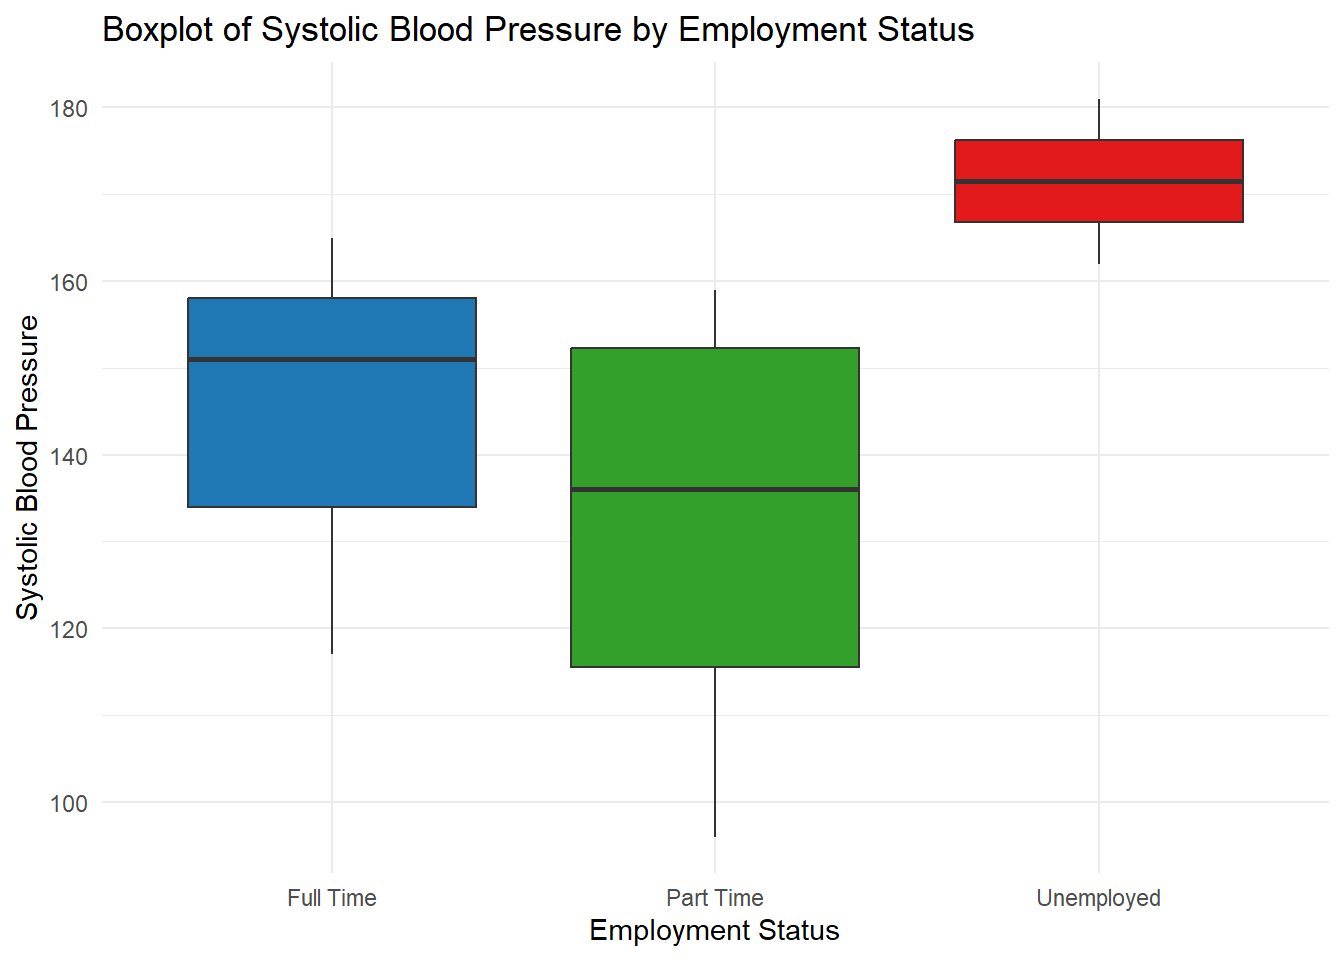 Boxplot of Systolic Blood Pressure by Employment Status
Systolic Blood Pressure
180
160
140
120
100
Full Time
Part Time
Unemployed
Employment Status